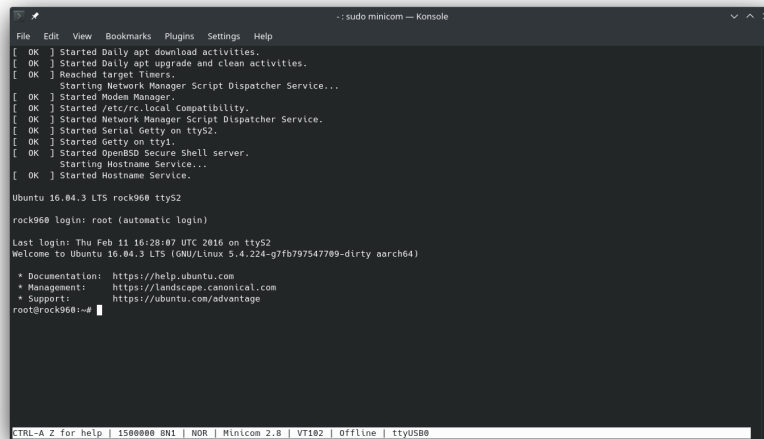 - : sudo minicom — Konsole
File Edit View Bookmarks Plugins Settings Help
[  OK  ] Started Daily apt download activities.
[  OK  ] Started Daily apt upgrade and clean activities.
[  OK  ] Reached target Timers.
         Starting Network Manager Script Dispatcher Service...
[  OK  ] Started Modem Manager.
[  OK  ] Started /etc/rc.local Compatibility.
[  OK  ] Started Network Manager Script Dispatcher Service.
[  OK  ] Started Serial Getty on ttyS2.
[  OK  ] Started Getty on tty1.
[  OK  ] Started OpenBSD Secure Shell server.
         Starting Hostname Service...
[  OK  ] Started Hostname Service.
Ubuntu 16.04.3 LTS rock960 ttyS2
rock960 login: root (automatic login)
Last login: Thu Feb 11 16:28:07 UTC 2016 on ttyS2
Welcome to Ubuntu 16.04.3 LTS (GNU/Linux 5.4.224-g7fb797547709-dirty aarch64)
 * Documentation:  https://help.ubuntu.com
 * Management:     https://landscape.canonical.com
 * Support:        https://ubuntu.com/advantage
root@rock960:~#
CTRL-A Z for help | 1500000 8N1 | NOR | Minicom 2.8 | VT102 | Offline | ttyUSB0